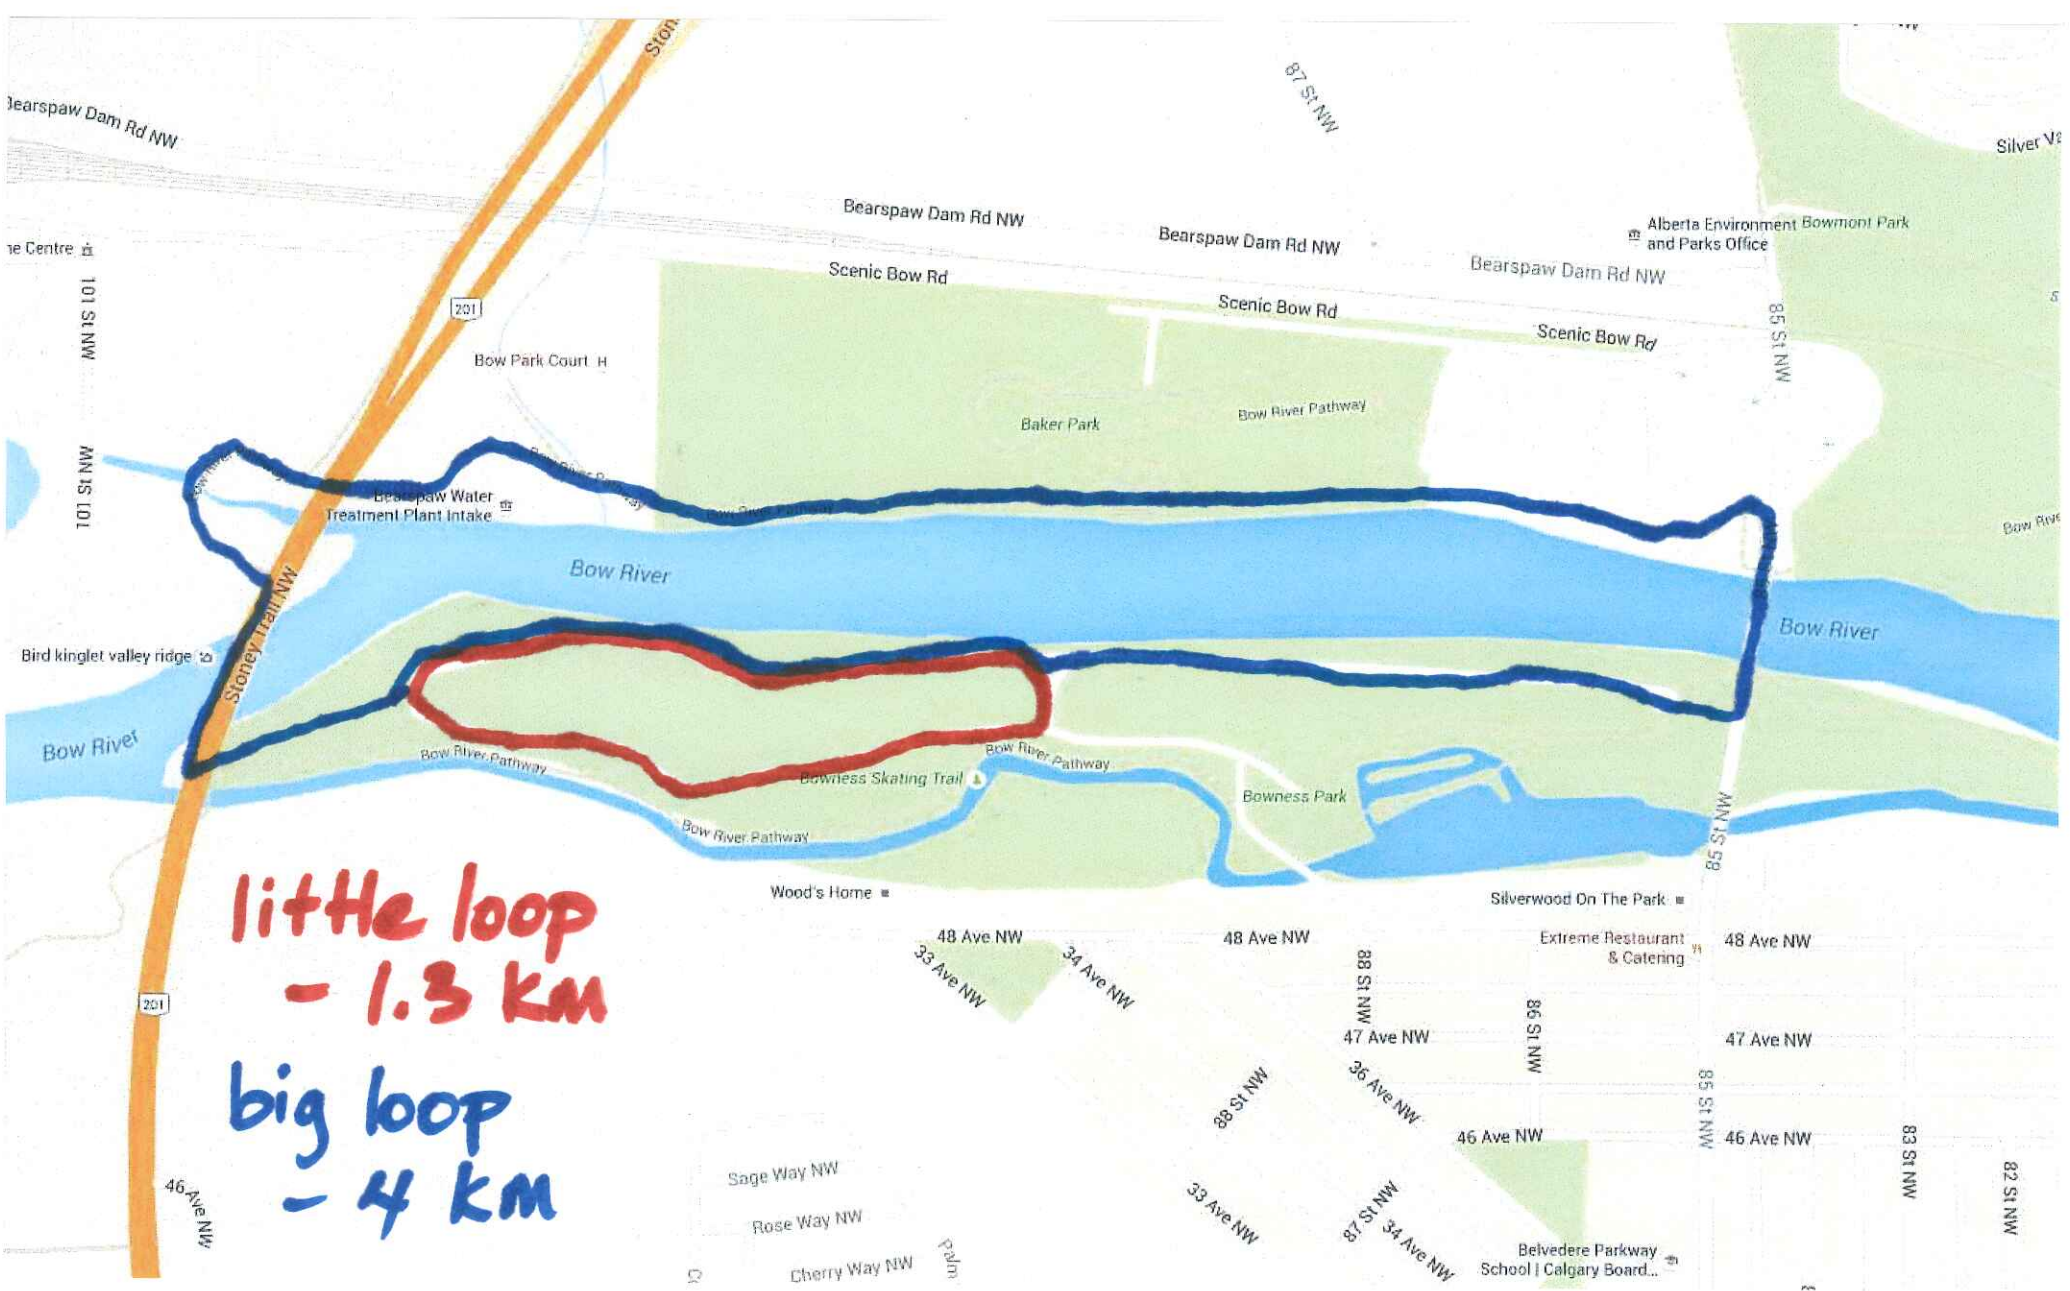 Bearspaw Dam Rd NW
87 St NW
Silver
Bearspaw Dam Rd NW
Bearspaw Dam Rd NW
Bearspaw Dam Rd NW
Alberta Environment
and Parks Office
Bowmont Park
Centre
101 St NW
201
Scenic Bow Rd
Scenic Bow Rd
Scenic Bow Rd
85 St NW
Bow Park Court
Baker Park
Bow River Pathway
101 St NW
Bow River Pathway
Bow River Pathway
Bearspaw Water
Treatment Plant Intake
Bow River Pathway
Bow
Bow River
Bow River
Bird kinglet valley ridge
Stoney Trail NW
Bow River
Bow River Pathway
Bow River Pathway
Bowness Skating Trail
Bowness Park
Bow River Pathway
85 St NW
Wood's Home
Silverwood On The Park
little loop
- 1.3 km
big loop
- 4 km
48 Ave NW
48 Ave NW
Extreme Restaurant
& Catering
48 Ave NW
33 Ave NW
34 Ave NW
88 St NW
201
86 St NW
47 Ave NW
47 Ave NW
36 Ave NW
88 St NW
85 St NW
46 Ave NW
46 Ave NW
83 St NW
82 St NW
46 Ave NW
Sage Way NW
Rose Way NW
Cherry Way NW
Palm
33 Ave NW
87 St NW
34 Ave NW
Belvedere Parkway
School | Calgary Board...